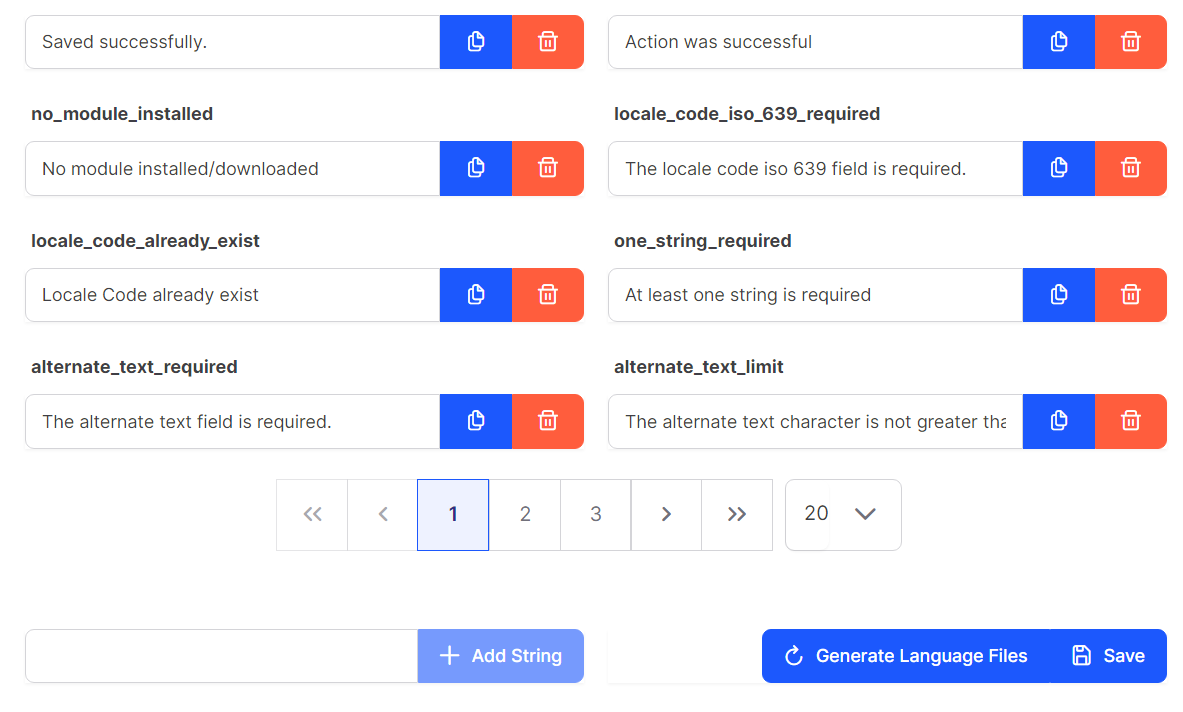 Saved successfully.
Action was successful
no_module_installed
locale_code_iso_639_required
No module installed/downloaded
The locale code iso 639 field is required.
locale_code_already_exist
one_string_required
Locale Code already exist
At least one string is required
alternate_text_required
alternate_text_limit
The alternate text field is required.
The alternate text character is not greater tha
1 2 3 20
Add String
Generate Language Files
Save